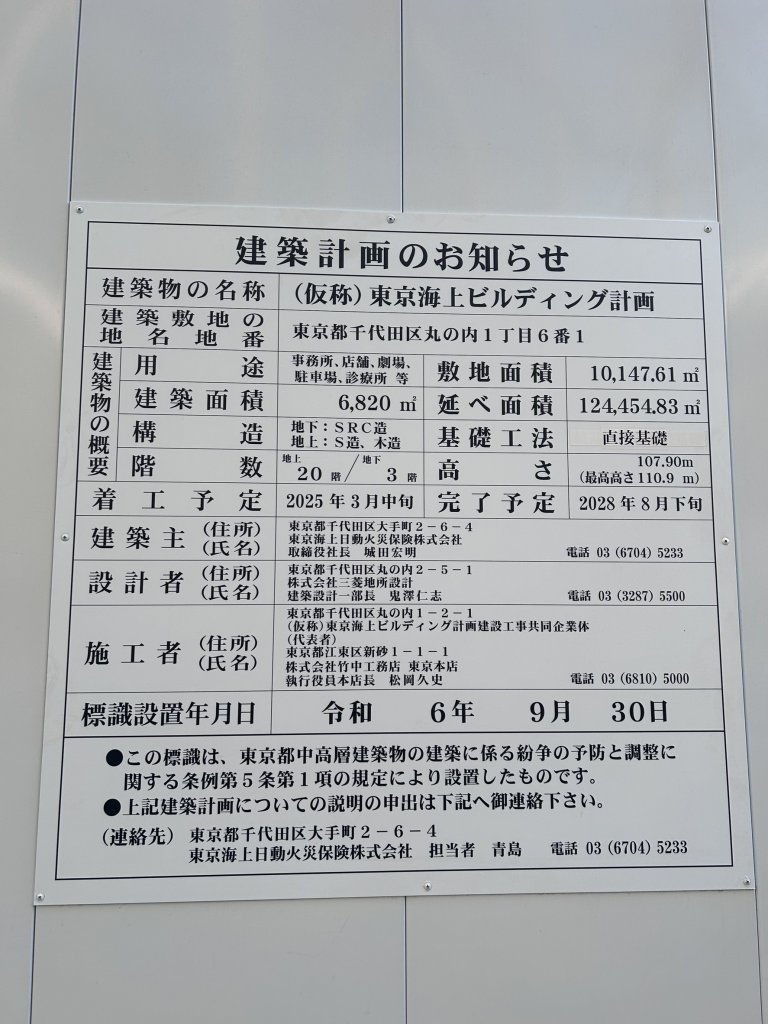 建築計画のお知らせ
建築物の名称 （仮称）東京海上ビルディング計画
建築敷地の
地名地番 東京都千代田区丸の内１丁目６番１
建築物の概要
用途 事務所、店舗、劇場、
駐車場、診療所 等
敷地面積 10,147.61 ㎡
建築面積 6,820 ㎡ 延べ面積 124,454.83 ㎡
構造 地下：ＳＲＣ造
地上：Ｓ造、木造
基礎工法 直接基礎
階数 地上 20 階／地下 3 階 高さ 107.90m
（最高高さ110.9 m）
着工予定 2025 年 3 月中旬 完了予定 2028 年 8 月下旬
建築主（住所） 東京都千代田区大手町２－６－４
東京海上日動火災保険株式会社
（氏名） 取締役社長 城田宏明 電話 03 (6704) 5233
設計者（住所） 東京都千代田区丸の内２－５－１
株式会社三菱地所設計
（氏名） 建築設計一部長 鬼澤仁志 電話 03 (3287) 5500
施工者（住所）
（氏名）
東京都千代田区丸の内１－２－１
（仮称）東京海上ビルディング計画建設工事共同企業体
（代表者）
東京都江東区新砂１－１－１
株式会社竹中工務店 東京本店
執行役員本店長 松岡久史 電話 03 (6810) 5000
標識設置年月日 令和 6年 9月 30日
●この標識は、東京都中高層建築物の建築に係る紛争の予防と調整に
関する条例第５条第１項の規定により設置したものです。
●上記建築計画についての説明の申出は下記へ御連絡下さい。
（連絡先） 東京都千代田区大手町２－６－４
東京海上日動火災保険株式会社 担当者 青島 電話 03 (6704) 5233